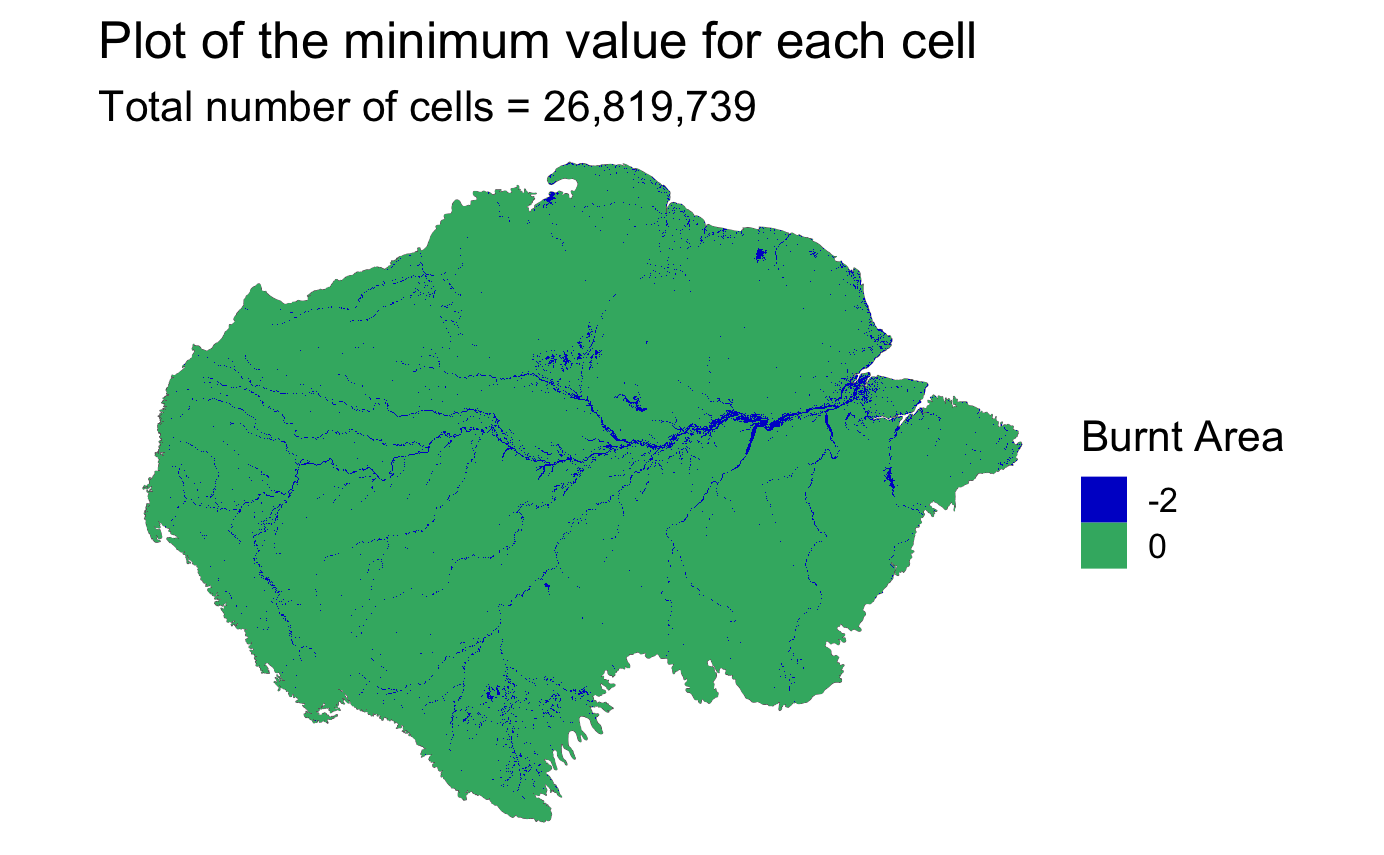 Plot of the minimum value for each cell
Total number of cells = 26,819,739
Burnt Area
-2
0